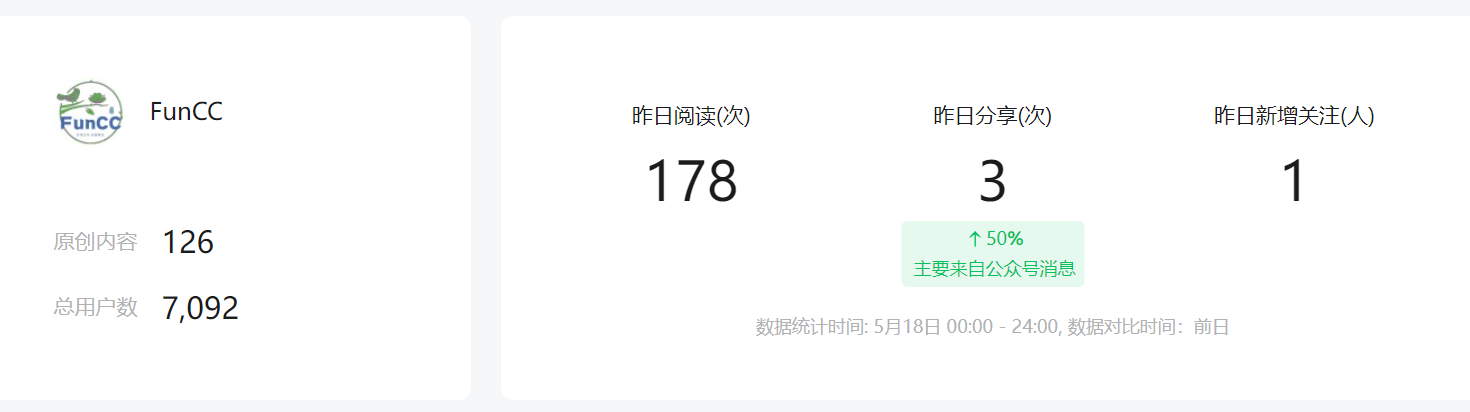 FunCC
FunCC
原创内容 126
总用户数 7,092
昨日阅读(次) 昨日分享(次) 昨日新增关注(人)
178 3 1
↑ 50%
主要来自公众号消息
数据统计时间: 5月18日 00:00 - 24:00, 数据对比时间：前日